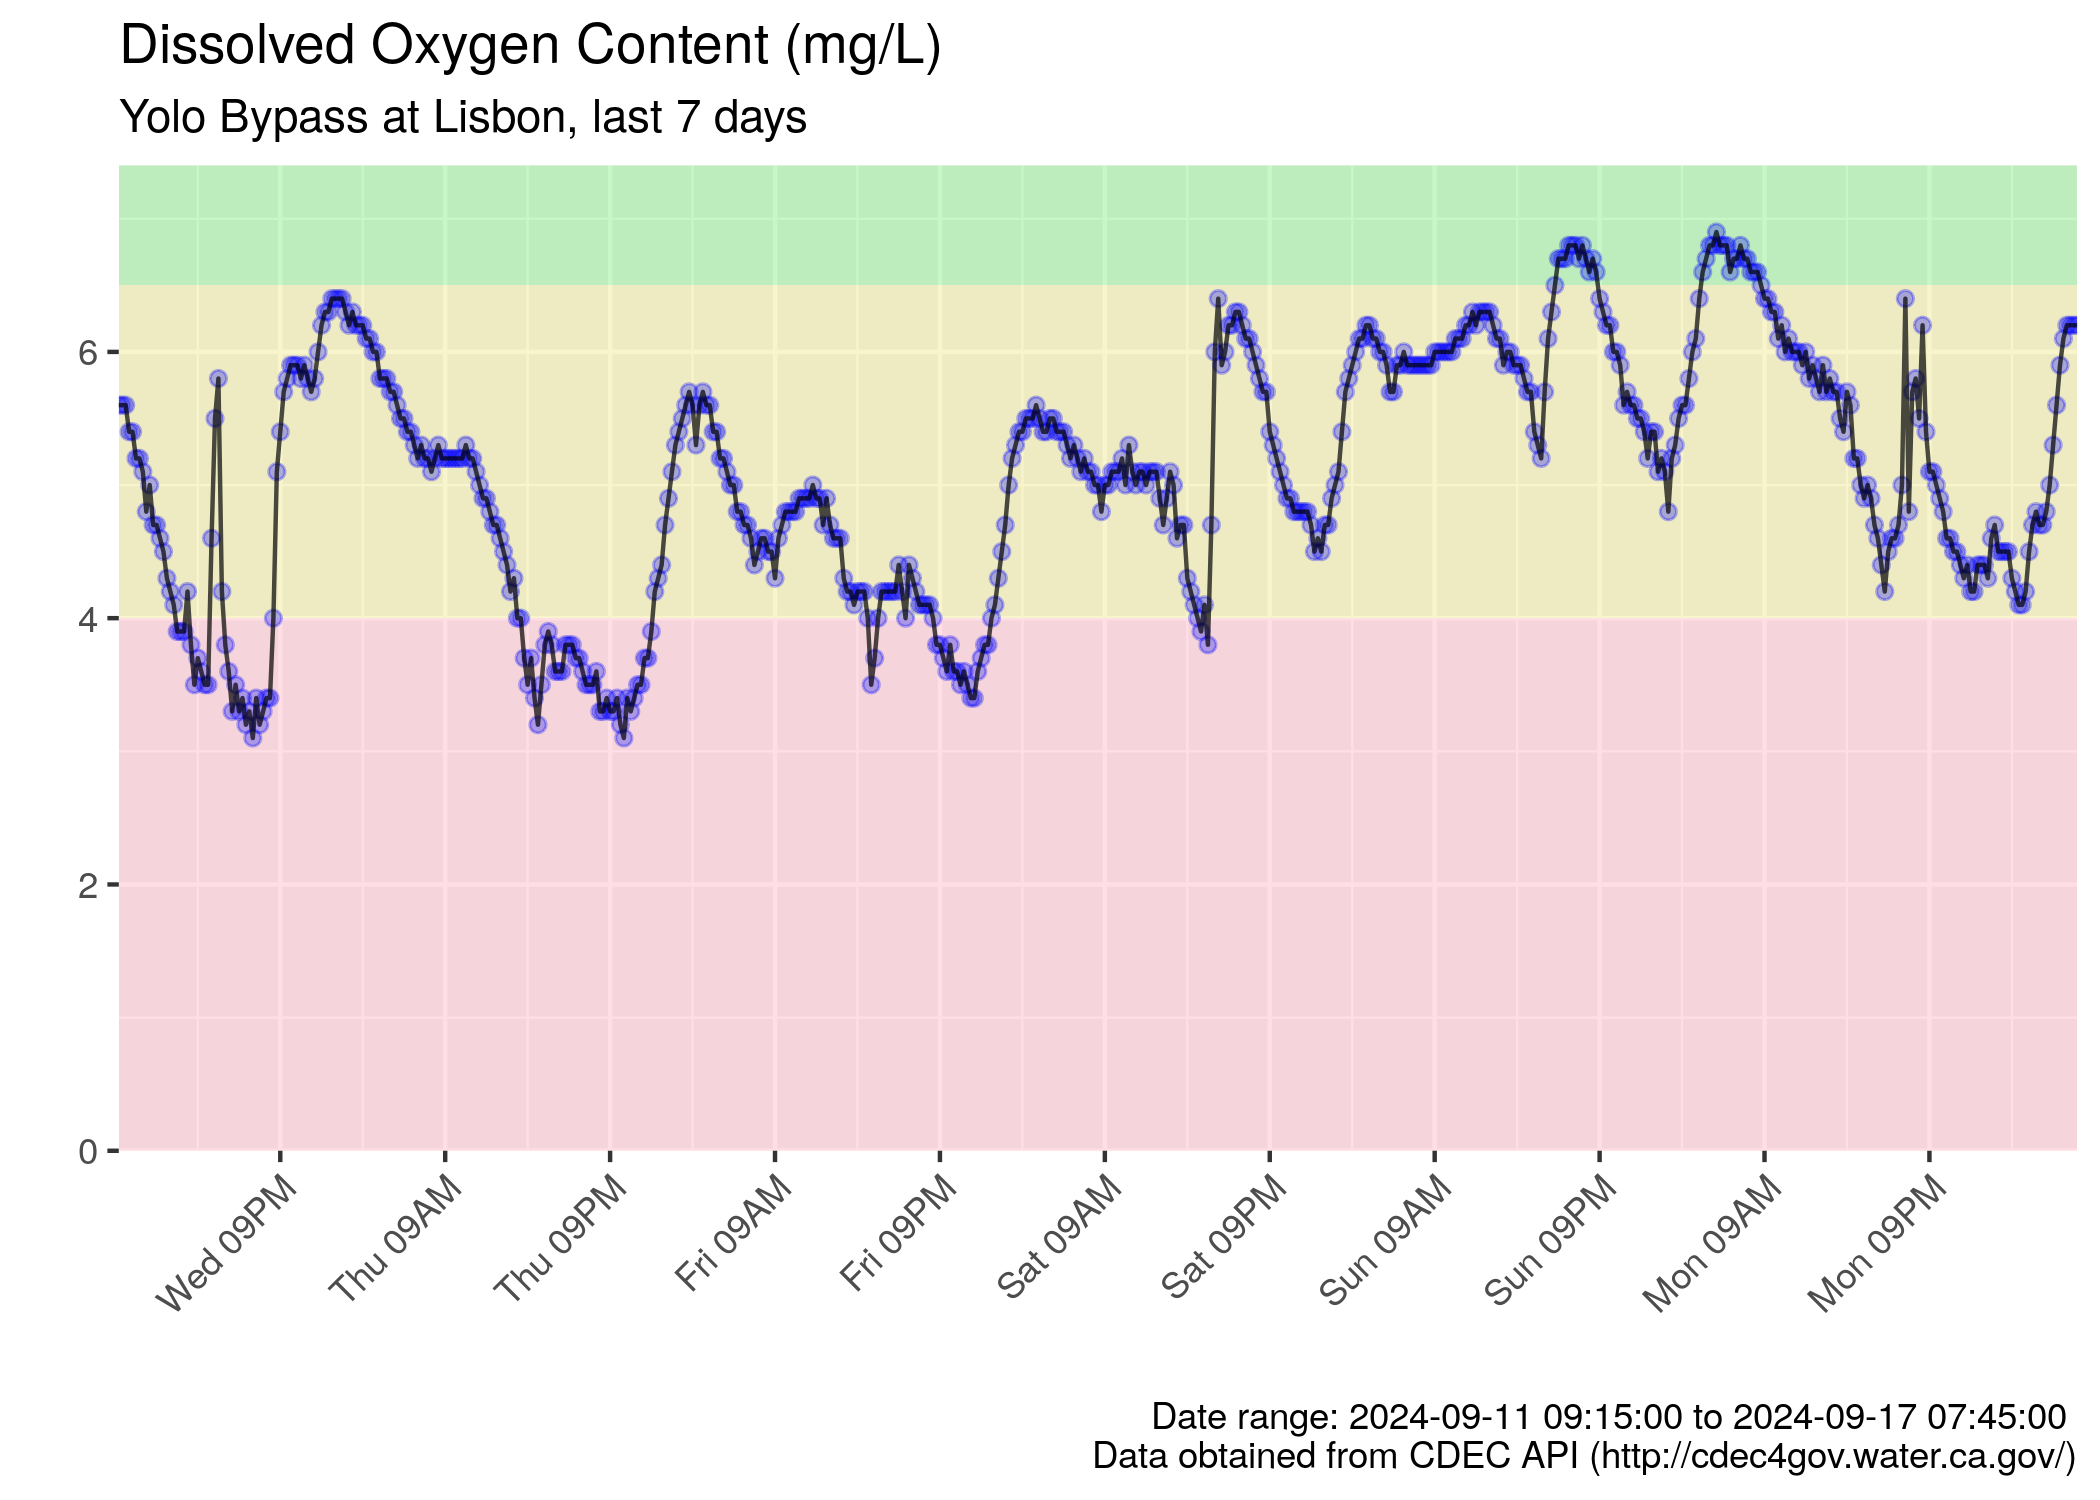 Dissolved Oxygen Content (mg/L)
Yolo Bypass at Lisbon, last 7 days
6
4
2
0
Wed 09PM
Thu 09AM
Thu 09PM
Fri 09AM
Fri 09PM
Sat 09AM
Sat 09PM
Sun 09AM
Sun 09PM
Mon 09AM
Mon 09PM
Date range: 2024-09-11 09:15:00 to 2024-09-17 07:45:00
Data obtained from CDEC API (http://cdec4gov.water.ca.gov/)